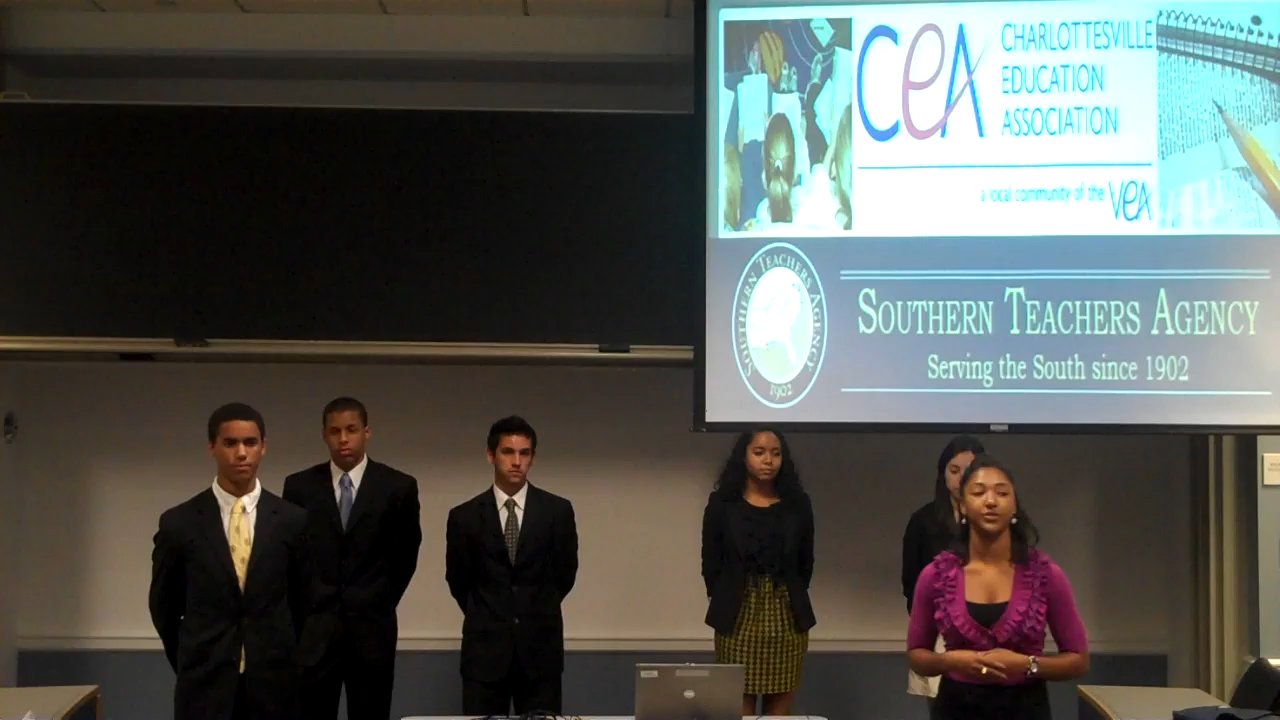 CEA
CHARLOTTESVILLE
EDUCATION
ASSOCIATION
a local community of the VEA
SOUTHERN TEACHERS AGENCY
1902
SOUTHERN TEACHERS AGENCY
Serving the South since 1902
DELL